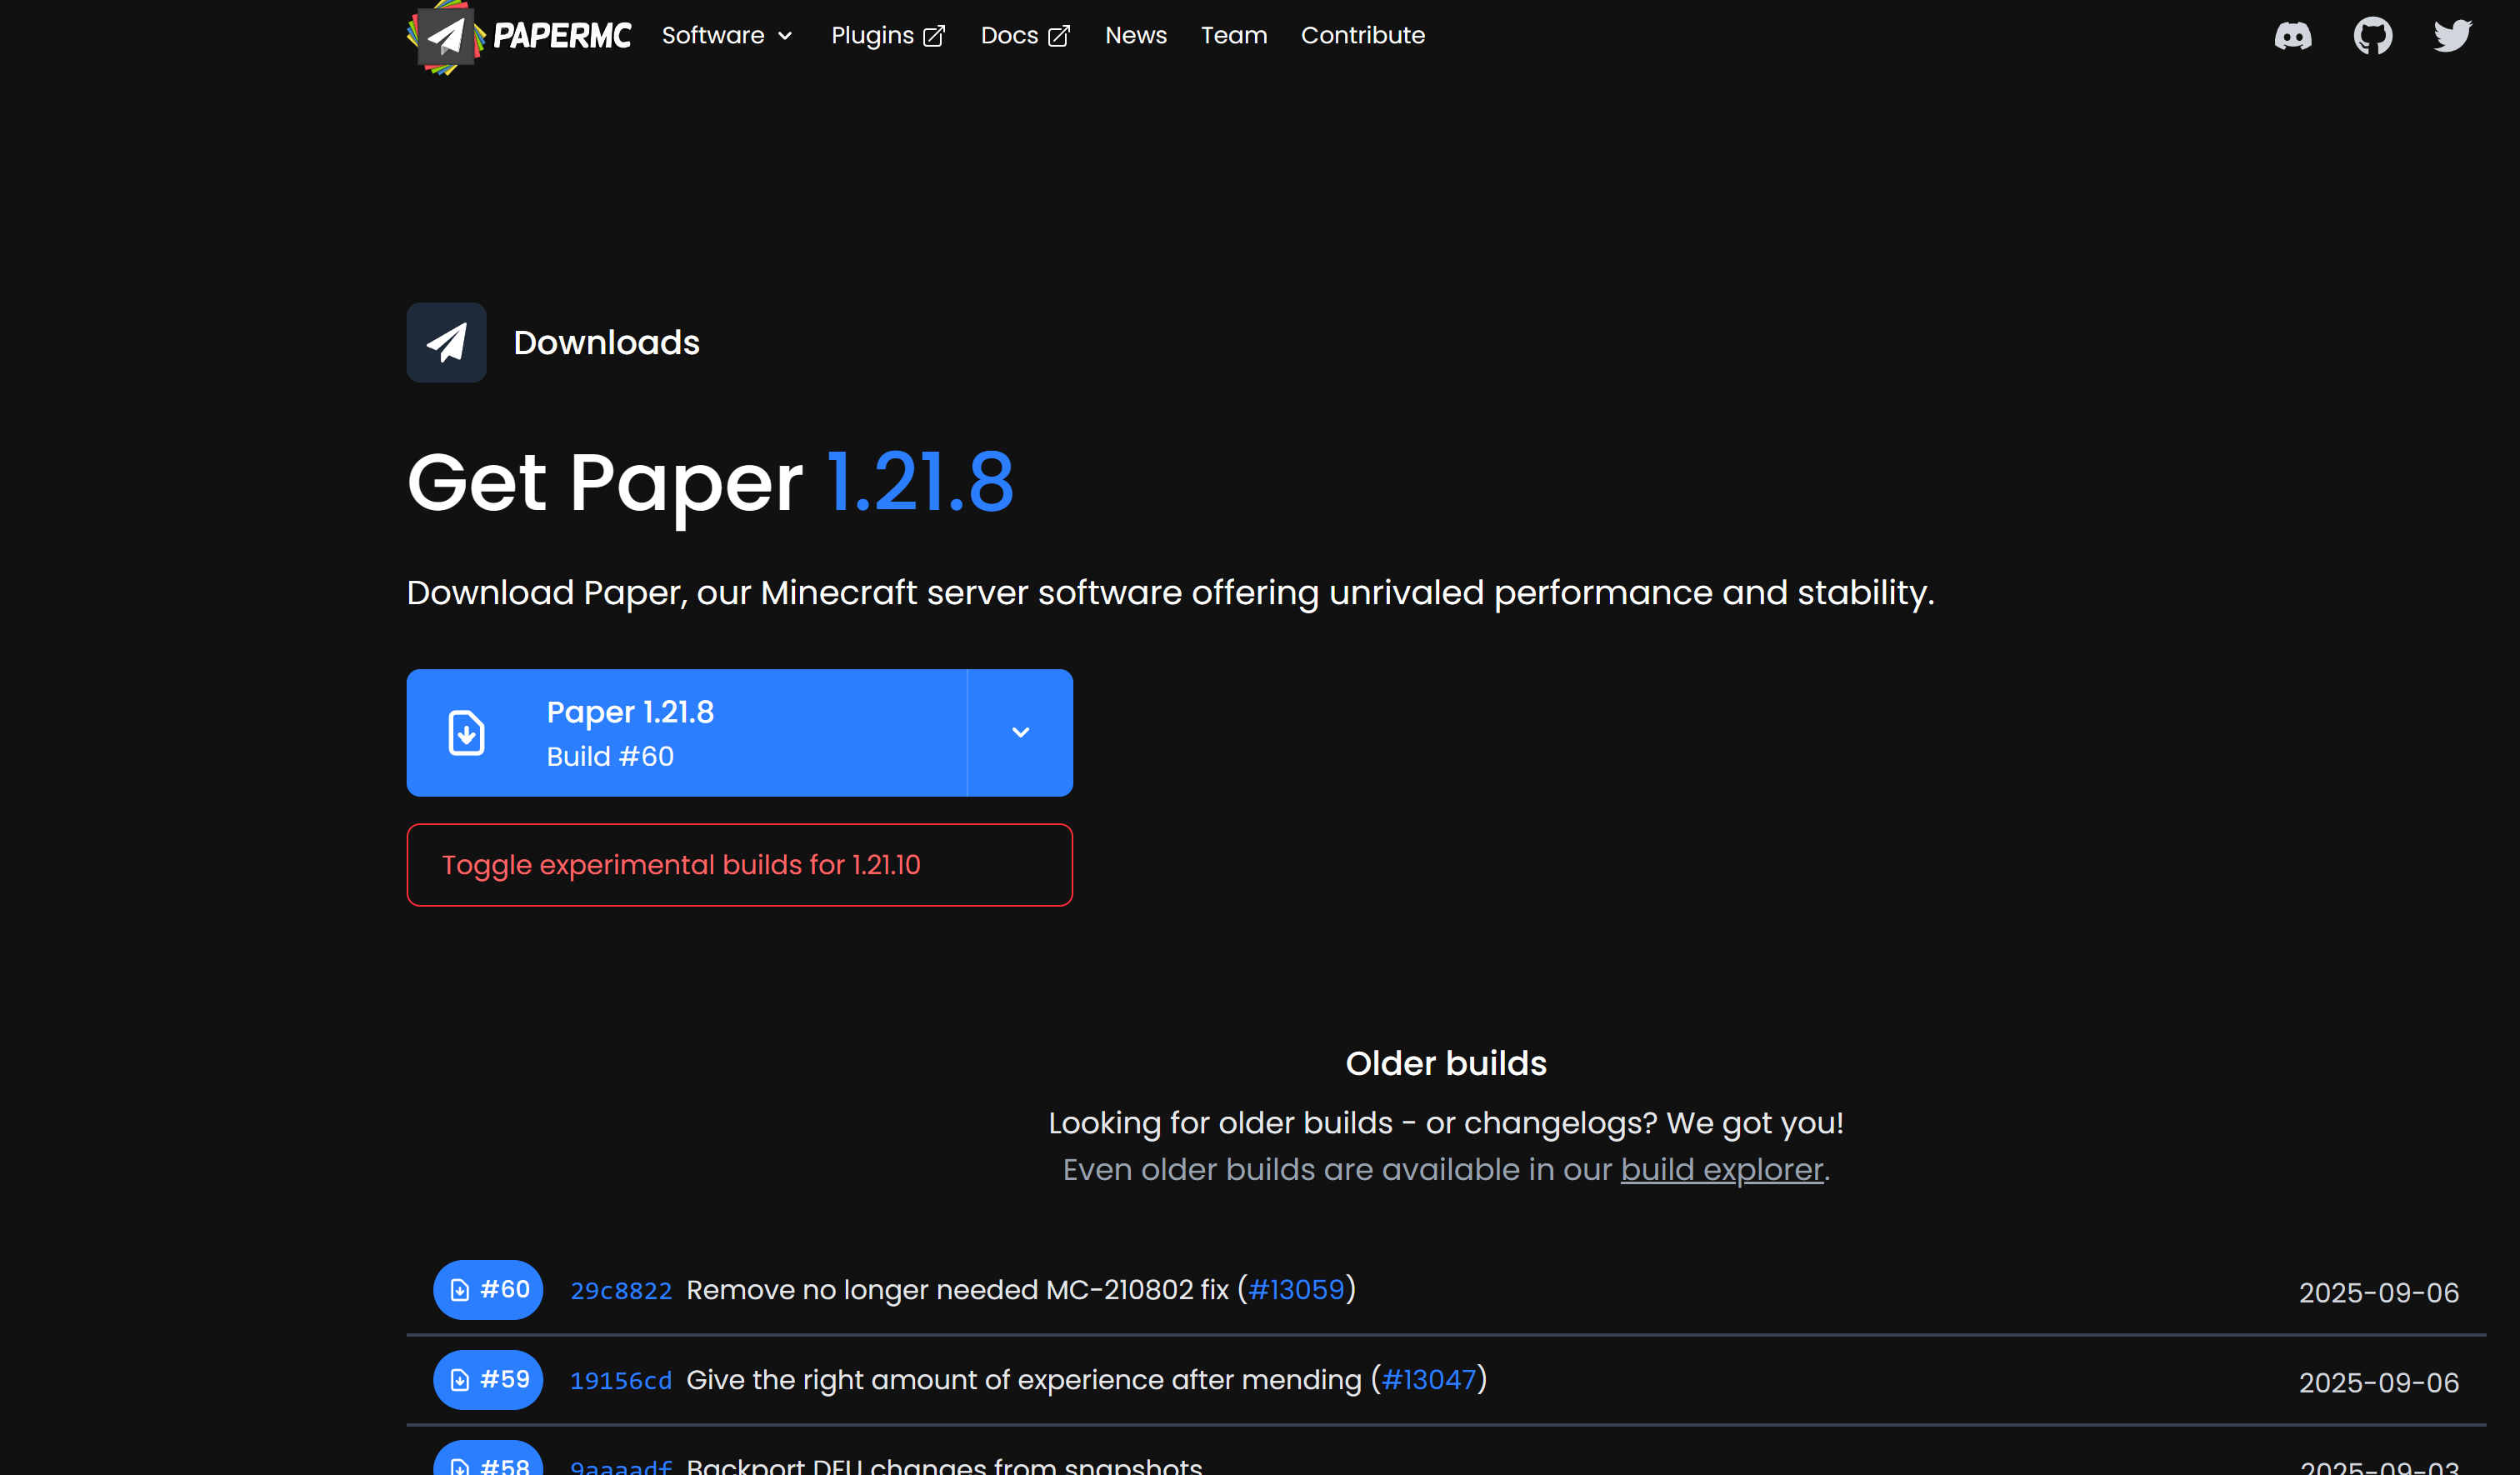 PAPERMC Software Plugins Docs News Team Contribute
Downloads
Get Paper 1.21.8
Download Paper, our Minecraft server software offering unrivaled performance and stability.
Paper 1.21.8
Build #60
Toggle experimental builds for 1.21.10
Older builds
Looking for older builds - or changelogs? We got you!
Even older builds are available in our build explorer.
#60 29c8822 Remove no longer needed MC-210802 fix (#13059) 2025-09-06
#59 19156cd Give the right amount of experience after mending (#13047) 2025-09-06
#58 9aaaadf Backport DFU changes from snapshots 2025-09-03